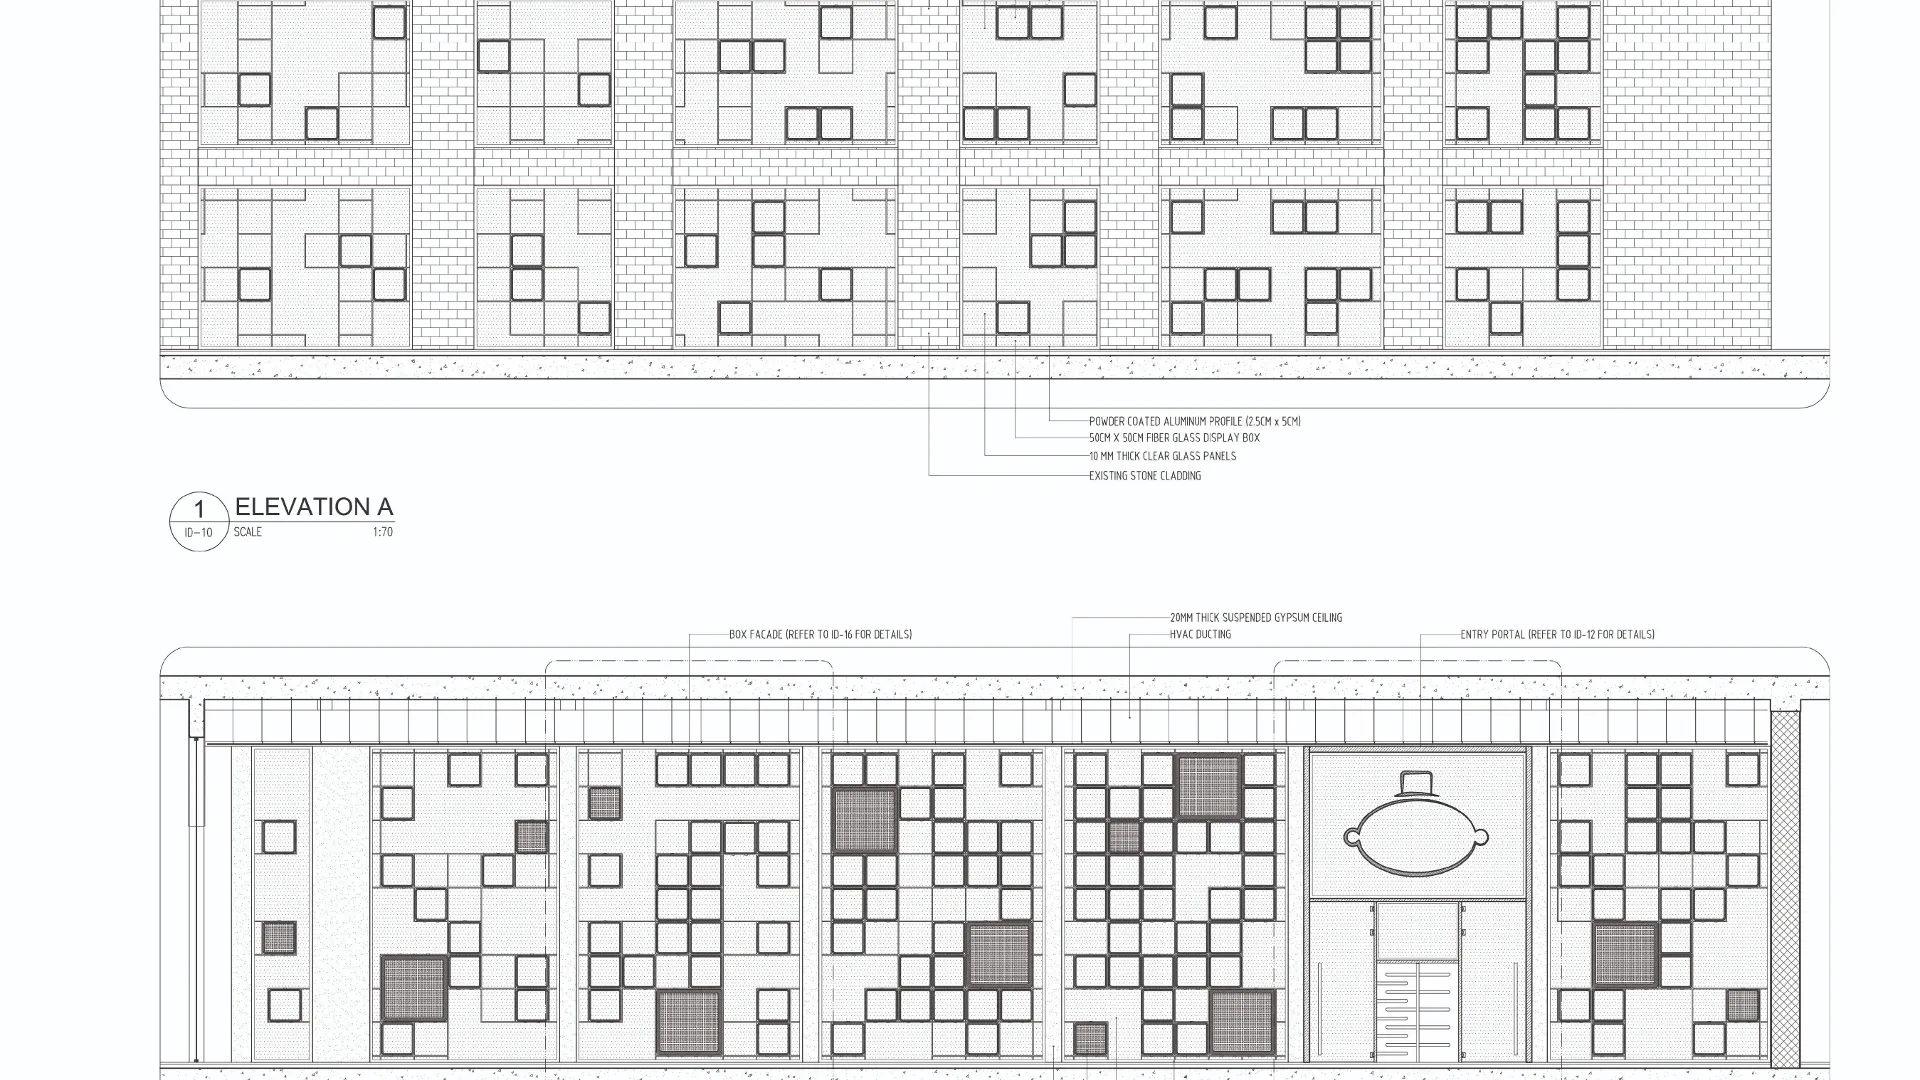 POWDER COATED ALUMINUM PROFILE (2.5CM x 5CM)
50CM X 50CM FIBER GLASS DISPLAY BOX
10 MM THICK CLEAR GLASS PANELS
EXISTING STONE CLADDING
1 ELEVATION A
ID-10 SCALE 1:70
20MM THICK SUSPENDED GYPSUM CEILING
BOX FACADE (REFER TO ID-16 FOR DETAILS)
HVAC DUCTING
ENTRY PORTAL (REFER TO ID-12 FOR DETAILS)